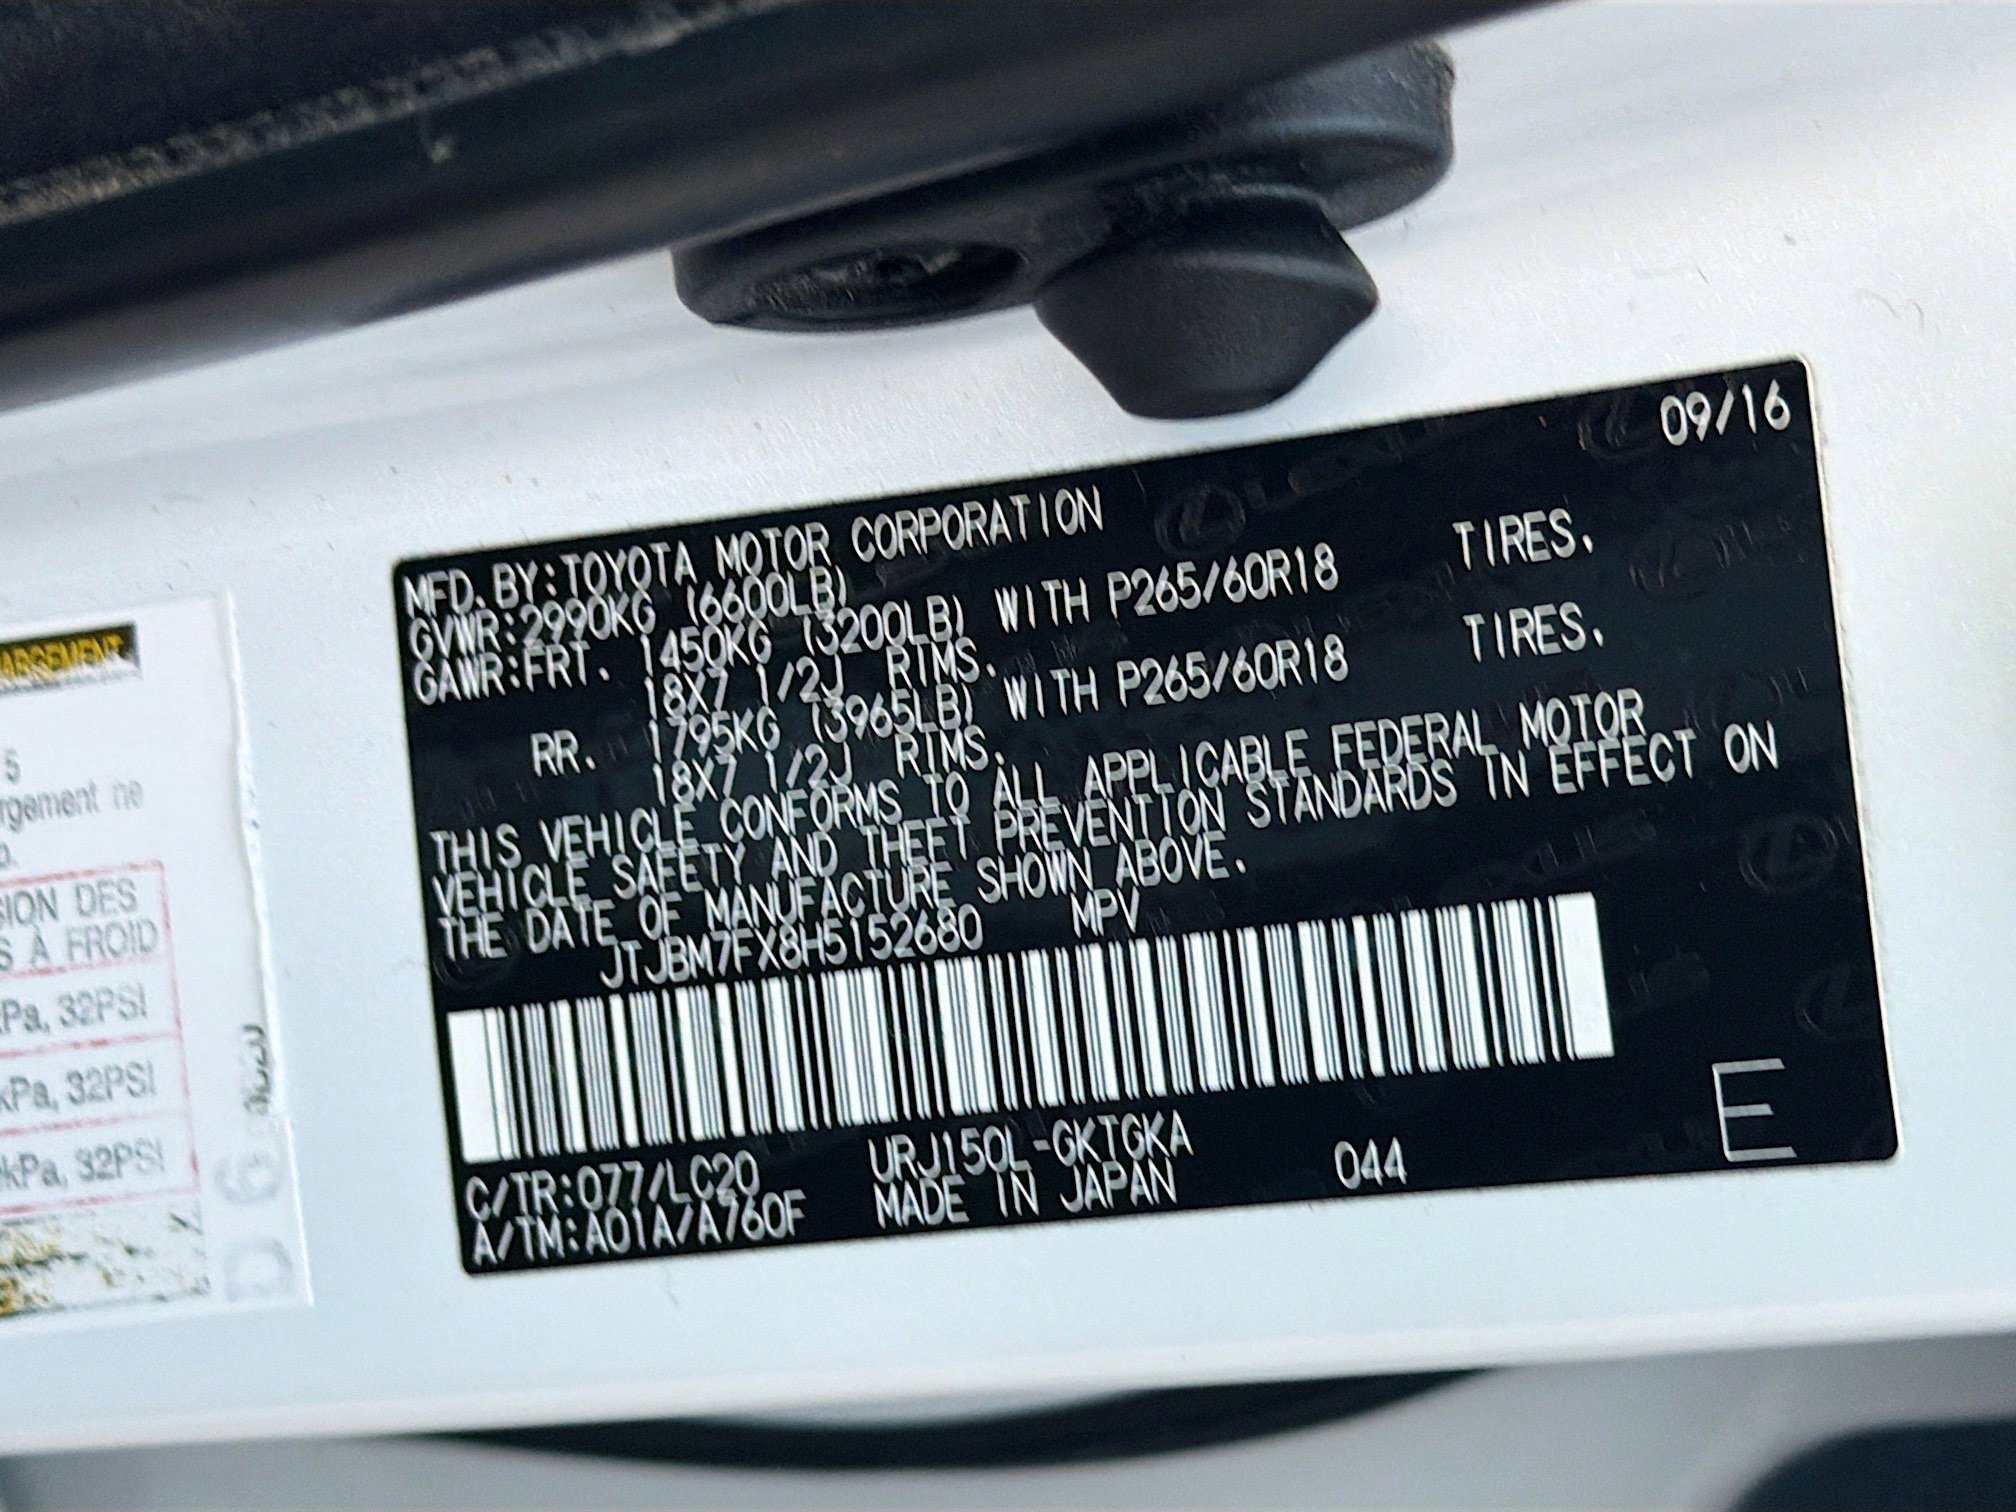 09/16
MFD. BY:TOYOTA MOTOR CORPORATION
GVWR:2990KG (6600LB)
GAWR:FRT. 1450KG (3200LB) WITH P265/60R18 TIRES.
18X7 1/2J RIMS.
RR. 1795KG (3965LB) WITH P265/60R18 TIRES.
18X7 1/2J RIMS.
THIS VEHICLE CONFORMS TO ALL APPLICABLE FEDERAL MOTOR
VEHICLE SAFETY AND THEFT PREVENTION STANDARDS IN EFFECT ON
THE DATE OF MANUFACTURE SHOWN ABOVE.
JTJBM7FX8H5152680 MPV
C/TR:077/LC20 URJ150L-GKTGKA
A/TM:A01A/A760F MADE IN JAPAN 044
E
5
rgement ne
SION DES
S À FROID
kPa, 32PSI
kPa, 32PSI
kPa, 32PSI